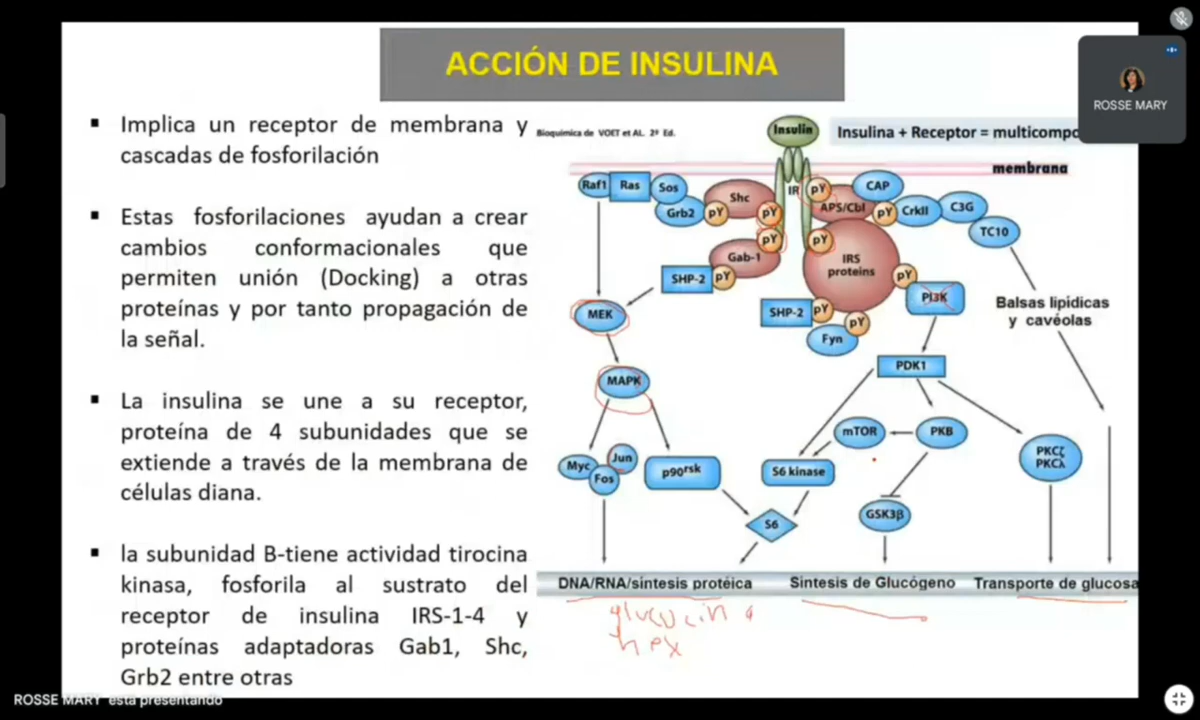 ACCIÓN DE INSULINA
ROSSE MARY
▪ Implica un receptor de membrana y
cascadas de fosforilación
▪ Estas fosforilaciones ayudan a crear
cambios conformacionales que
permiten unión (Docking) a otras
proteínas y por tanto propagación de
la señal.
▪ La insulina se une a su receptor,
proteína de 4 subunidades que se
extiende a través de la membrana de
células diana.
▪ la subunidad B-tiene actividad tirocina
kinasa, fosforila al sustrato del
receptor de insulina IRS-1-4 y
proteínas adaptadoras Gab1, Shc,
Grb2 entre otras
Bioquímica de VOET et AL. 2ª Ed.
Insulin
Insulina + Receptor = multicompo
membrana
Raf1 Ras Sos
Grb2 pY Shc pY
IR pY APS/Cbl CAP
pY CrkII C3G
TC10
pY Gab-1
SHP-2 pY
pY IRS
proteins
pY
PI3K
SHP-2 pY
pY
Fyn
Balsas lipidicas
y cavéolas
MEK
PDK1
MAPK
mTOR PKB
PKCζ
PKCλ
Myc Jun
Fos
p90rsk
S6 kinase
S6
GSK3β
DNA/RNA/sintesis protéica
Sintesis de Glucógeno
Transporte de glucosa
hex
ROSSE MARY está presentando